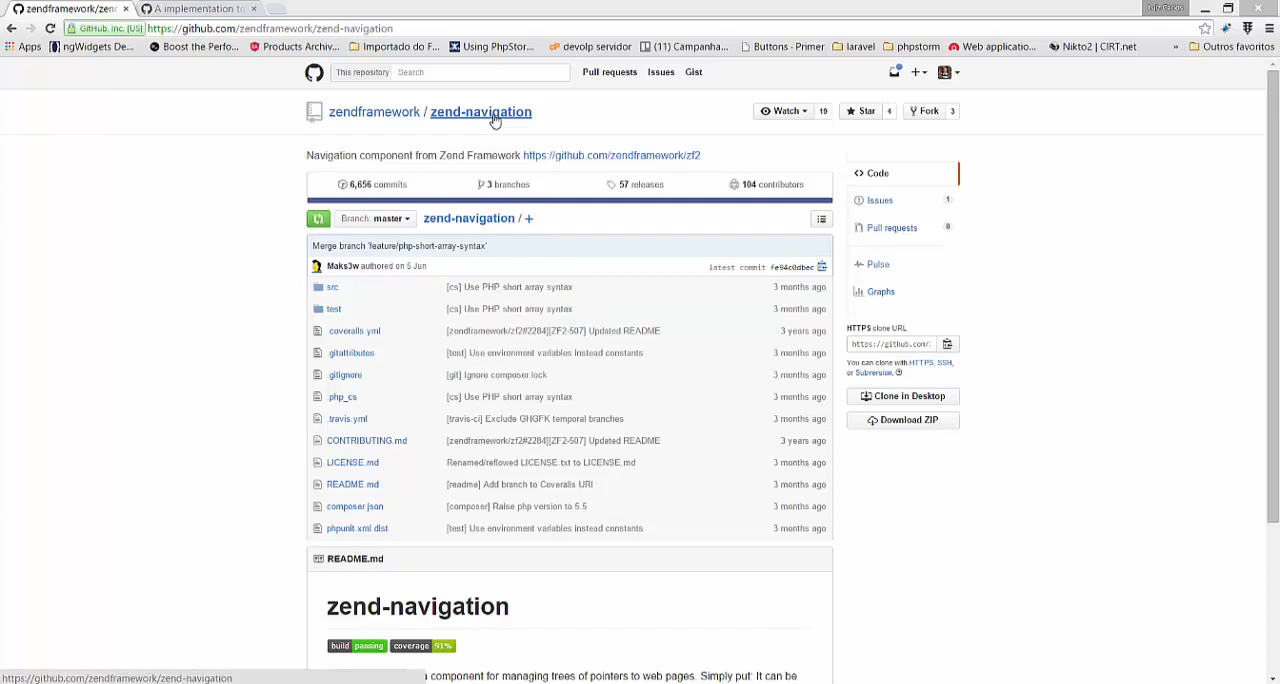 zendframework/zend
A implementation to
GitHub, Inc. [US] https://github.com/zendframework/zend-navigation
Apps ngWidgets De... Boost the Perfo... Products Archiv... Importado do F... Using PhpStor... devolp servidor (11) Campanha... Buttons · Primer laravel phpstorm Web applicatio... Nikto2 | CIRT.net » Outros favoritos
This repository Search Pull requests Issues Gist
zendframework / zend-navigation
Watch 19 Star 4 Fork 3
Navigation component from Zend Framework https://github.com/zendframework/zf2
6,656 commits 3 branches 57 releases 104 contributors
Branch: master zend-navigation / +
Merge branch 'feature/php-short-array-syntax'
Maks3w authored on 5 Jun latest commit fe94c0dbec
src [cs] Use PHP short array syntax 3 months ago
test [cs] Use PHP short array syntax 3 months ago
.coveralls.yml [zendframework/zf2#2284][ZF2-507] Updated README 3 years ago
.gitattributes [test] Use environment variables instead constants 3 months ago
.gitignore [git] Ignore composer.lock 3 months ago
.php_cs [cs] Use PHP short array syntax 3 months ago
.travis.yml [travis-ci] Exclude GHGFK temporal branches 3 months ago
CONTRIBUTING.md [zendframework/zf2#2284][ZF2-507] Updated README 3 years ago
LICENSE.md Renamed/reflowed LICENSE.txt to LICENSE.md 3 months ago
README.md [readme] Add branch to Coveralls URI 3 months ago
composer.json [composer] Raise php version to 5.5 3 months ago
phpunit.xml.dist [test] Use environment variables instead constants 3 months ago
Code
Issues 1
Pull requests 0
Pulse
Graphs
HTTPS clone URL
https://github.com/
You can clone with HTTPS, SSH,
or Subversion.
Clone in Desktop
Download ZIP
README.md
zend-navigation
build passing coverage 91%
a component for managing trees of pointers to web pages. Simply put: It can be
https://github.com/zendframework/zend-navigation